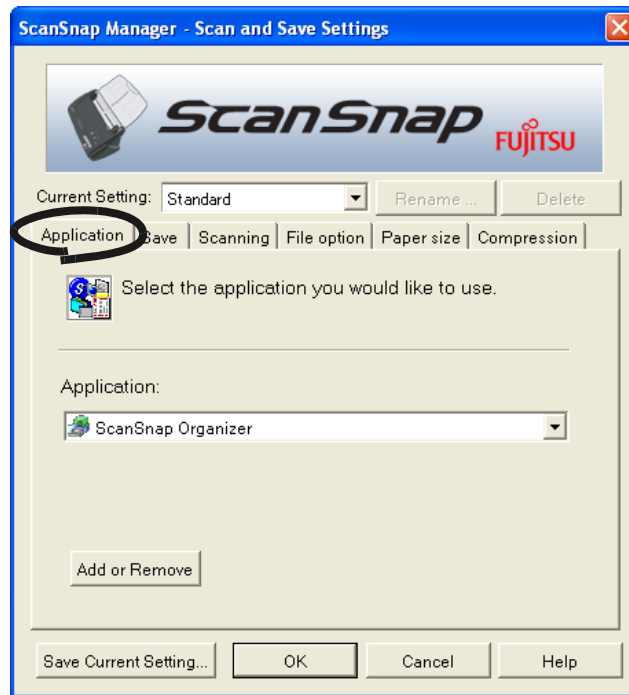 ScanSnap Manager - Scan and Save Settings
ScanSnap
FUJITSU
Current Setting: Standard Rename ... Delete
Application Save Scanning File option Paper size Compression
Select the application you would like to use.
Application:
ScanSnap Organizer
Add or Remove
Save Current Setting... OK Cancel Help